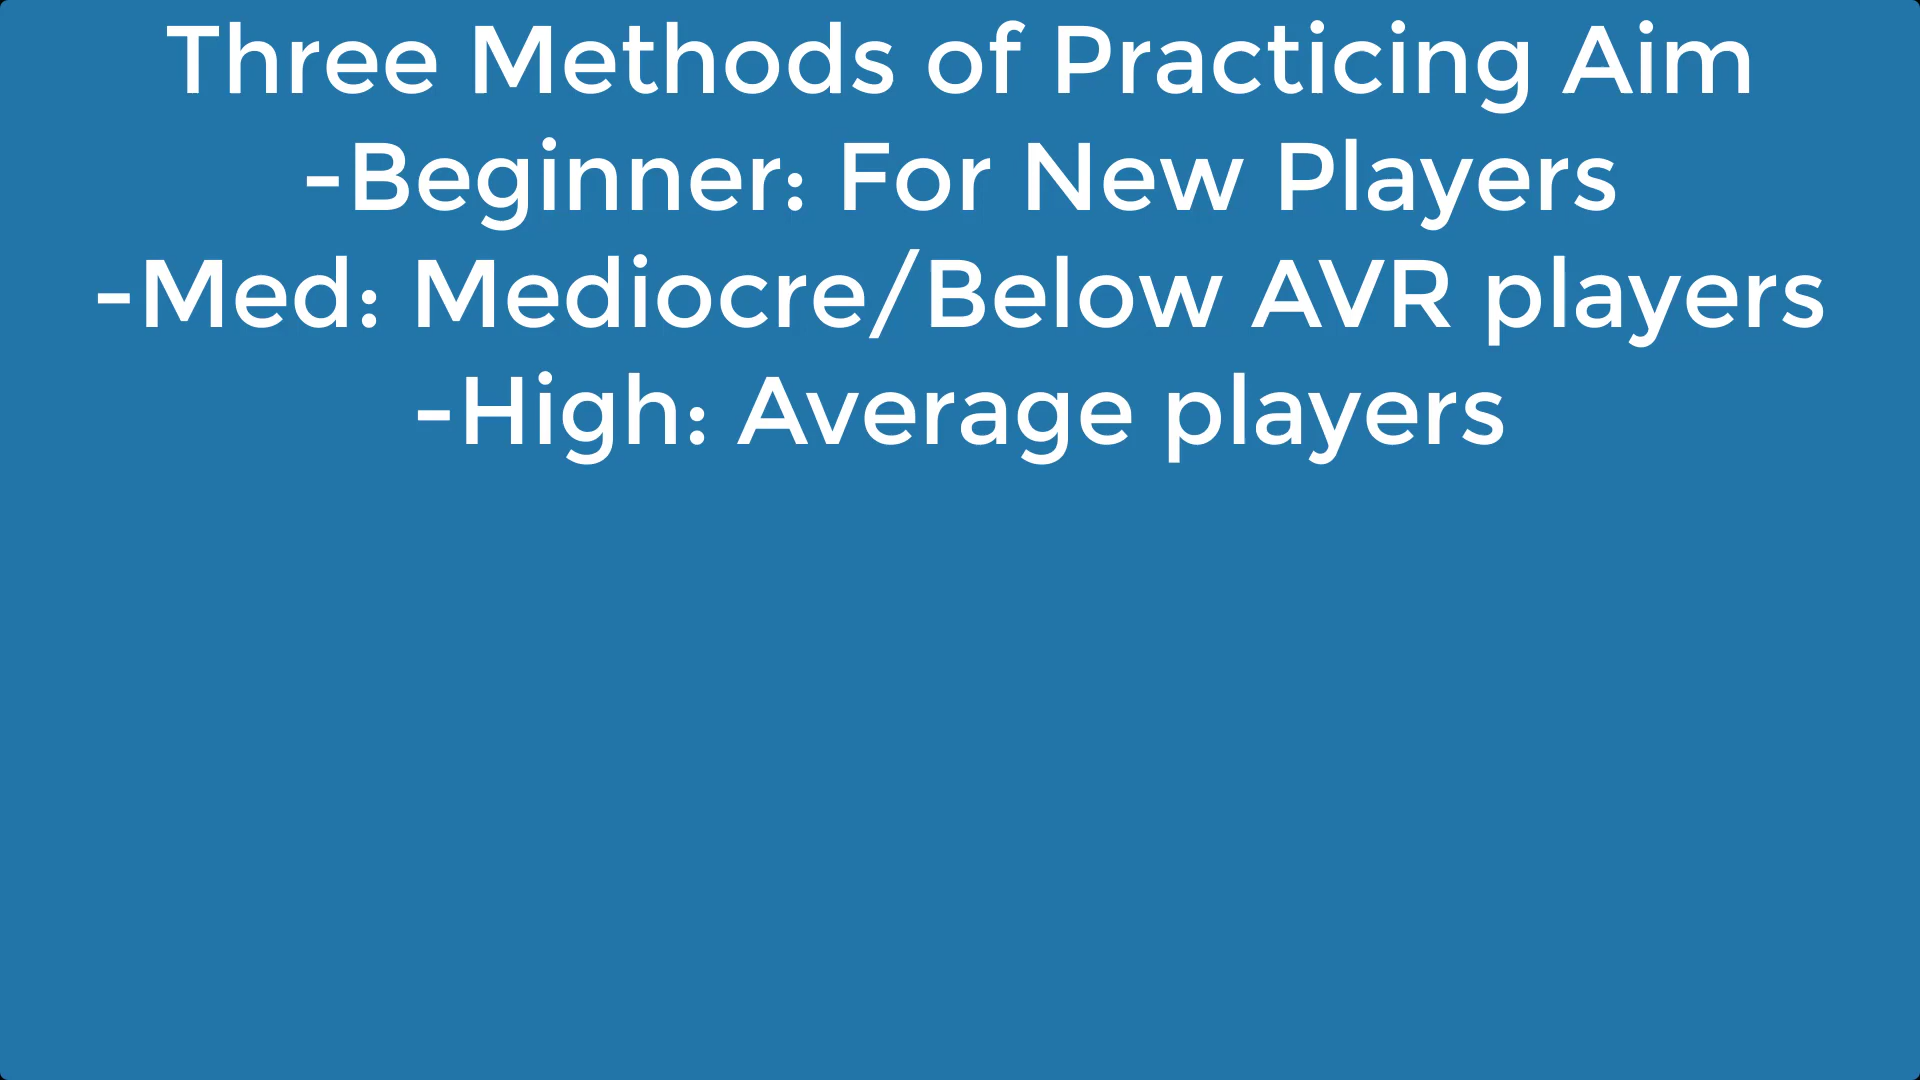 Three Methods of Practicing Aim
-Beginner: For New Players
-Med: Mediocre/Below AVR players
-High: Average players